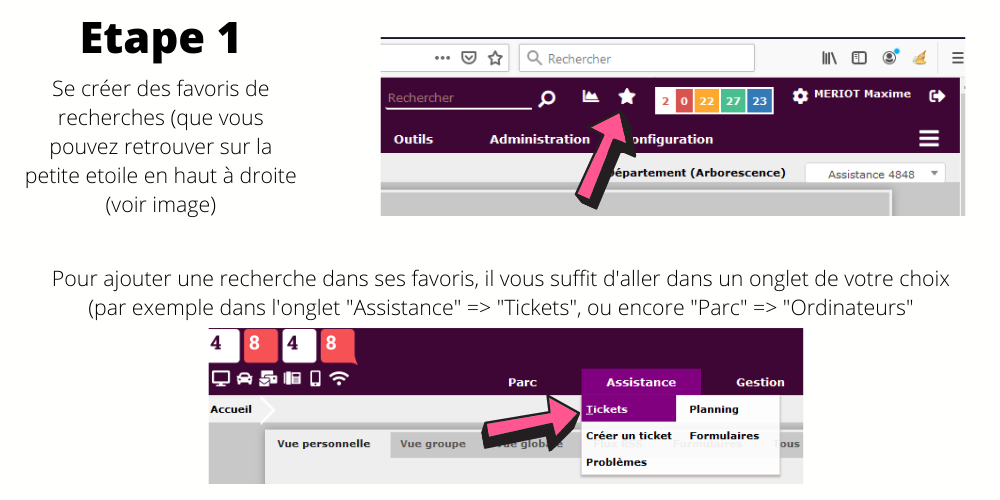 Etape 1
Se créer des favoris de
recherches (que vous
pouvez retrouver sur la
petite etoile en haut à droite
(voir image)
Rechercher
Rechercher
2 0 22 27 23
MERIOT Maxime
Outils Administration onfiguration
épartement (Arborescence) Assistance 4848
Pour ajouter une recherche dans ses favoris, il vous suffit d'aller dans un onglet de votre choix
(par exemple dans l'onglet "Assistance" => "Tickets", ou encore "Parc" => "Ordinateurs"
4 8 4 8
Parc Assistance Gestion
Accueil
Tickets Planning
Créer un ticket Formulaires
Problèmes
Vue personnelle Vue groupe Vue globale Tous